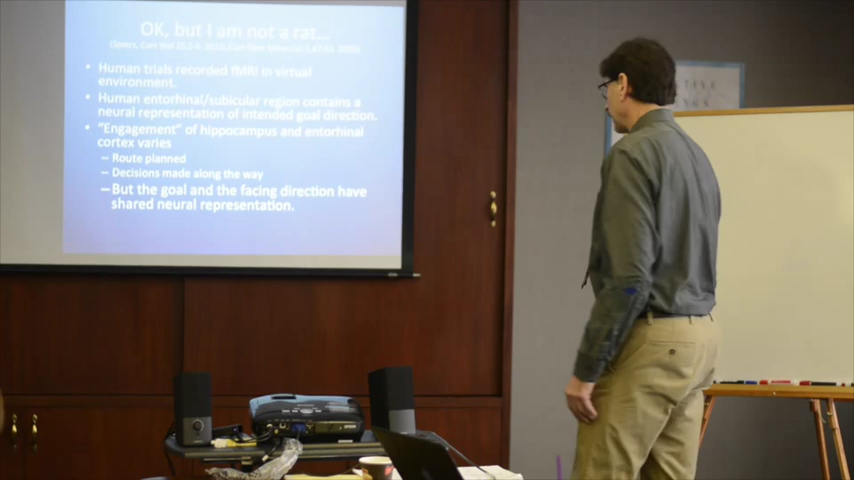 OK, but I am not a rat...
• Human trials recorded fMRI in virtual
environment.
• Human entorhinal/subicular region contains a
neural representation of intended goal direction.
• "Engagement" of hippocampus and entorhinal
cortex varies
– Route planned
– Decisions made along the way
– But the goal and the facing direction have
shared neural representation.